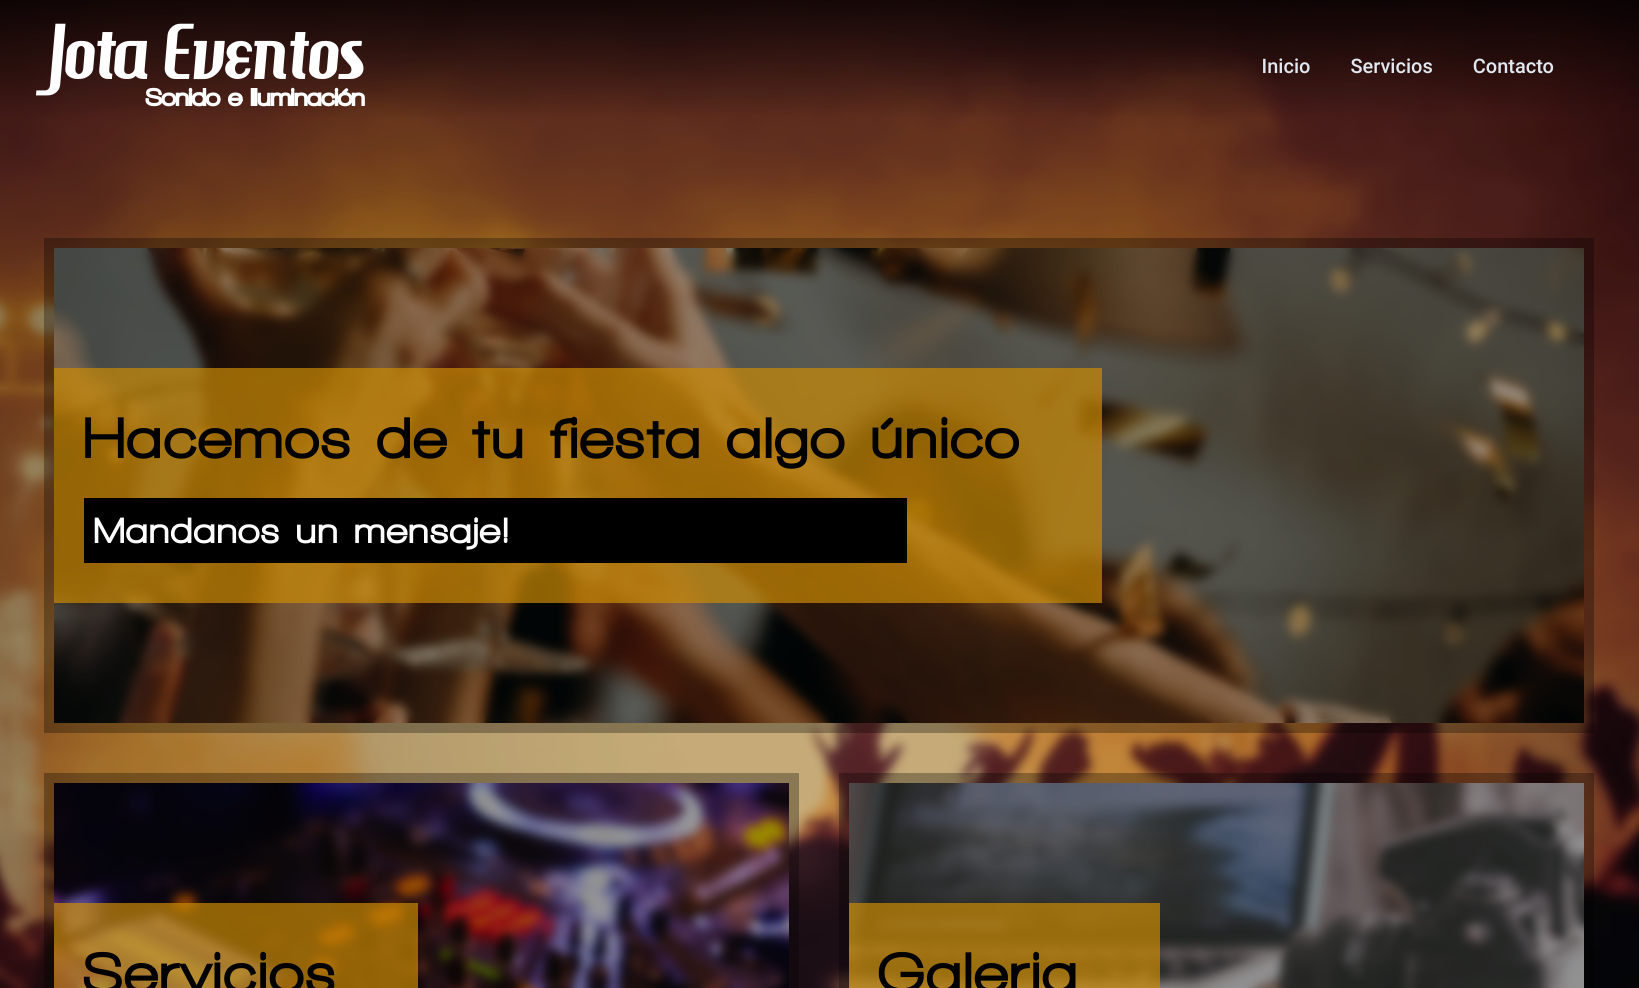 Jota Eventos
Sonido e Iluminación
Inicio
Servicios
Contacto
Hacemos de tu fiesta algo único
Mandanos un mensaje!
Servicios
Galeria